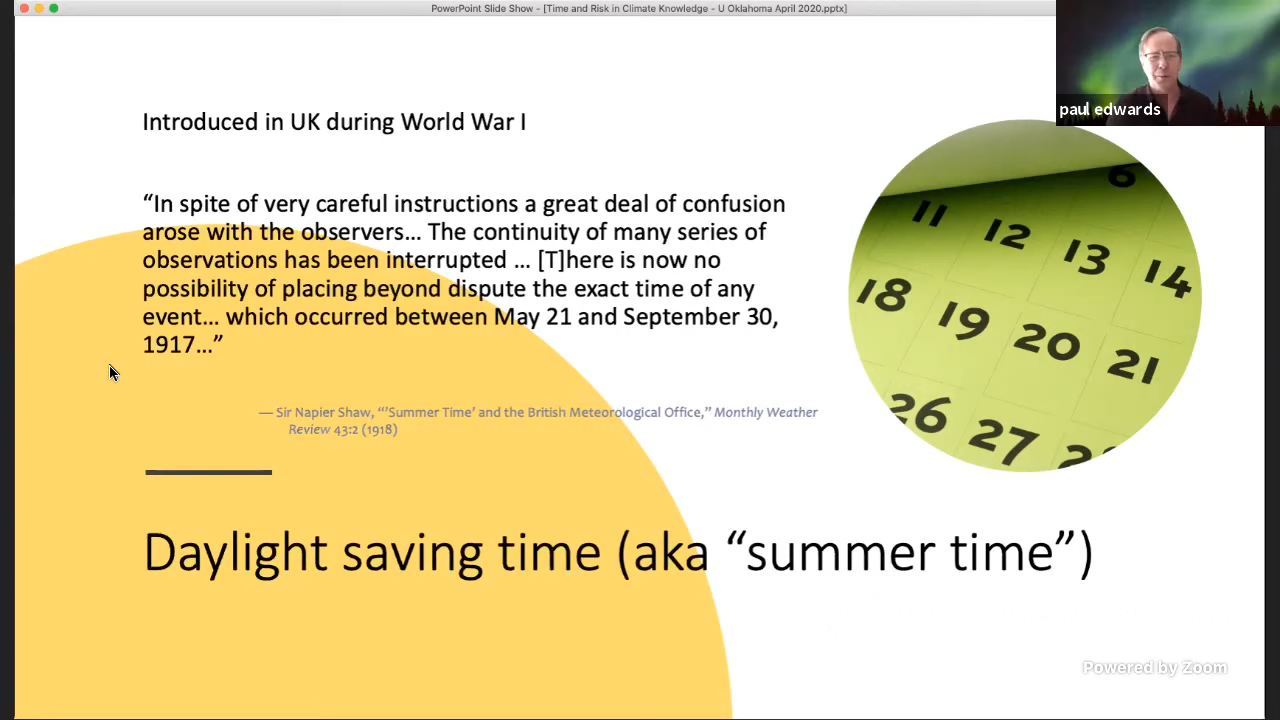 PowerPoint Slide Show - [Time and Risk in Climate Knowledge - U Oklahoma April 2020.pptx]
paul edwards
Introduced in UK during World War I
“In spite of very careful instructions a great deal of confusion
arose with the observers… The continuity of many series of
observations has been interrupted … [T]here is now no
possibility of placing beyond dispute the exact time of any
event… which occurred between May 21 and September 30,
1917…”
— Sir Napier Shaw, “’Summer Time’ and the British Meteorological Office,” Monthly Weather
Review 43:2 (1918)
6
11 12 13 14
18 19 20 21
26 27
Daylight saving time (aka “summer time”)
Powered by Zoom